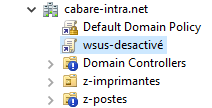 cabare-intra.net
Default Domain Policy
wsus-desactivé
Domain Controllers
z-imprimantes
z-postes